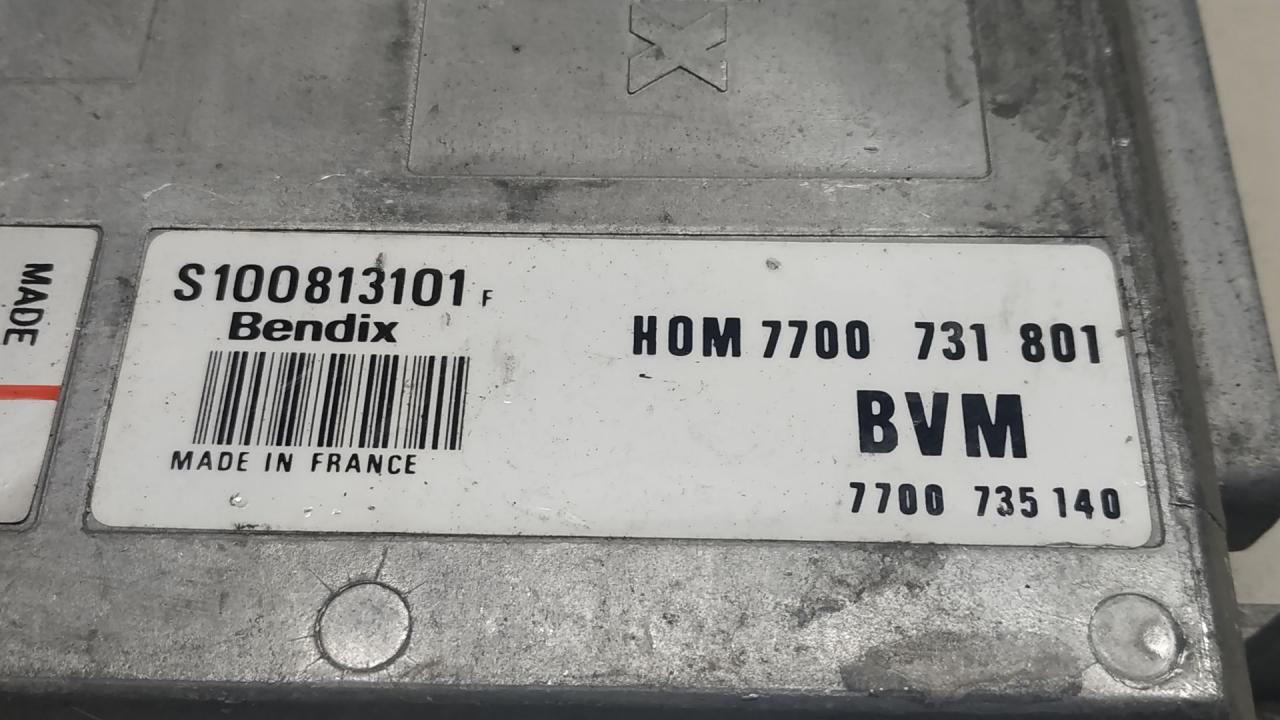 MADE
S100813101 F
Bendix
MADE IN FRANCE
HOM 7700 731 801
BVM
7700 735 140